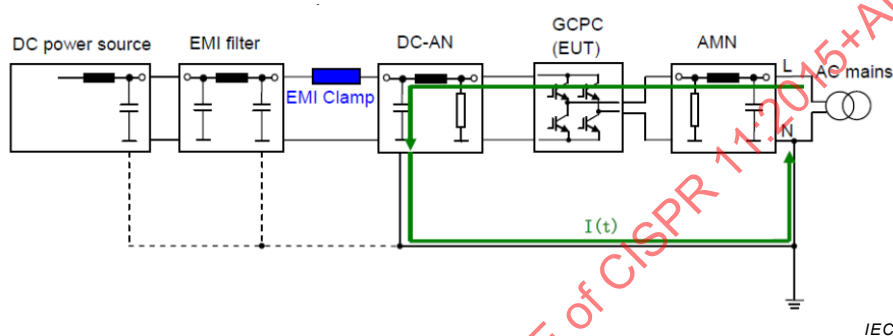 DC power source
EMI filter
EMI Clamp
DC-AN
GCPC
(EUT)
AMN
L
AC mains
N
I(t)
E OF CISPR 11:2015+A
IEC